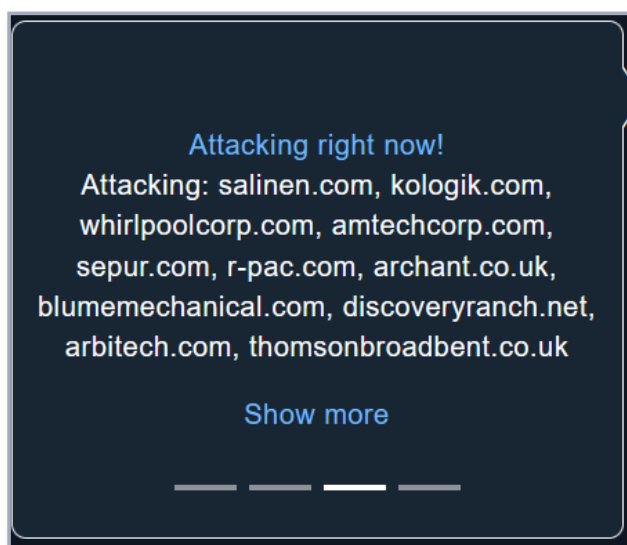 Attacking right now!
Attacking: salinen.com, kologik.com,
whirlpoolcorp.com, amtechcorp.com,
sepur.com, r-pac.com, archant.co.uk,
blumemechanical.com, discoveryranch.net,
arbitech.com, thomsonbroadbent.co.uk
Show more